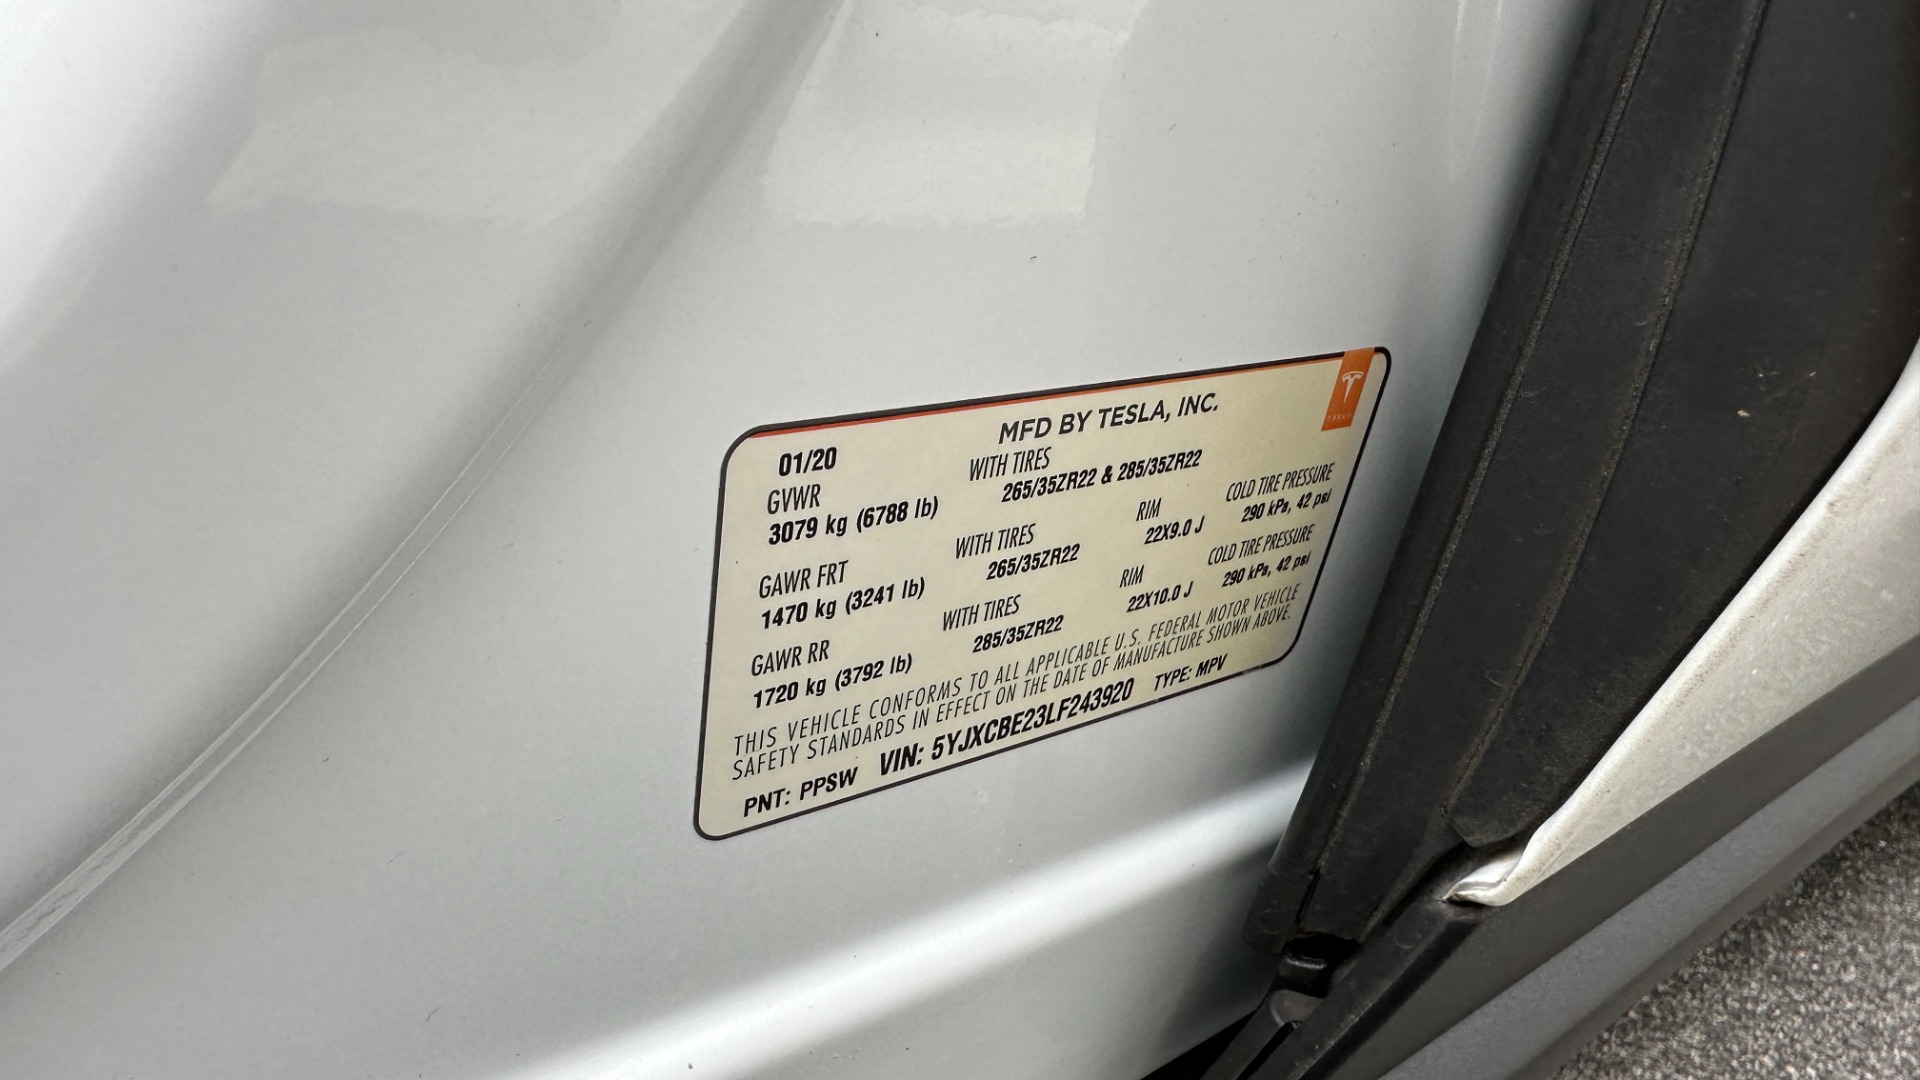 MFD BY TESLA, INC.
01/20
GVWR
3079 kg (6788 lb)
WITH TIRES
265/35ZR22 & 285/35ZR22
GAWR FRT
1470 kg (3241 lb)
WITH TIRES
265/35ZR22
RIM
22X9.0 J
COLD TIRE PRESSURE
290 kPa, 42 psi
GAWR RR
1720 kg (3792 lb)
WITH TIRES
285/35ZR22
RIM
22X10.0 J
COLD TIRE PRESSURE
290 kPa, 42 psi
THIS VEHICLE CONFORMS TO ALL APPLICABLE U.S. FEDERAL MOTOR VEHICLE
SAFETY STANDARDS IN EFFECT ON THE DATE OF MANUFACTURE SHOWN ABOVE.
PNT: PPSW VIN: 5YJXCBE23LF243920 TYPE: MPV
TESLA